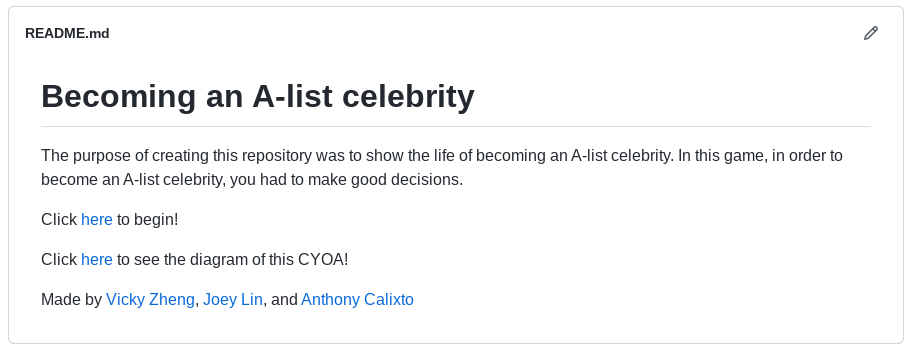 README.md
Becoming an A-list celebrity
The purpose of creating this repository was to show the life of becoming an A-list celebrity. In this game, in order to
become an A-list celebrity, you had to make good decisions.
Click here to begin!
Click here to see the diagram of this CYOA!
Made by Vicky Zheng, Joey Lin, and Anthony Calixto